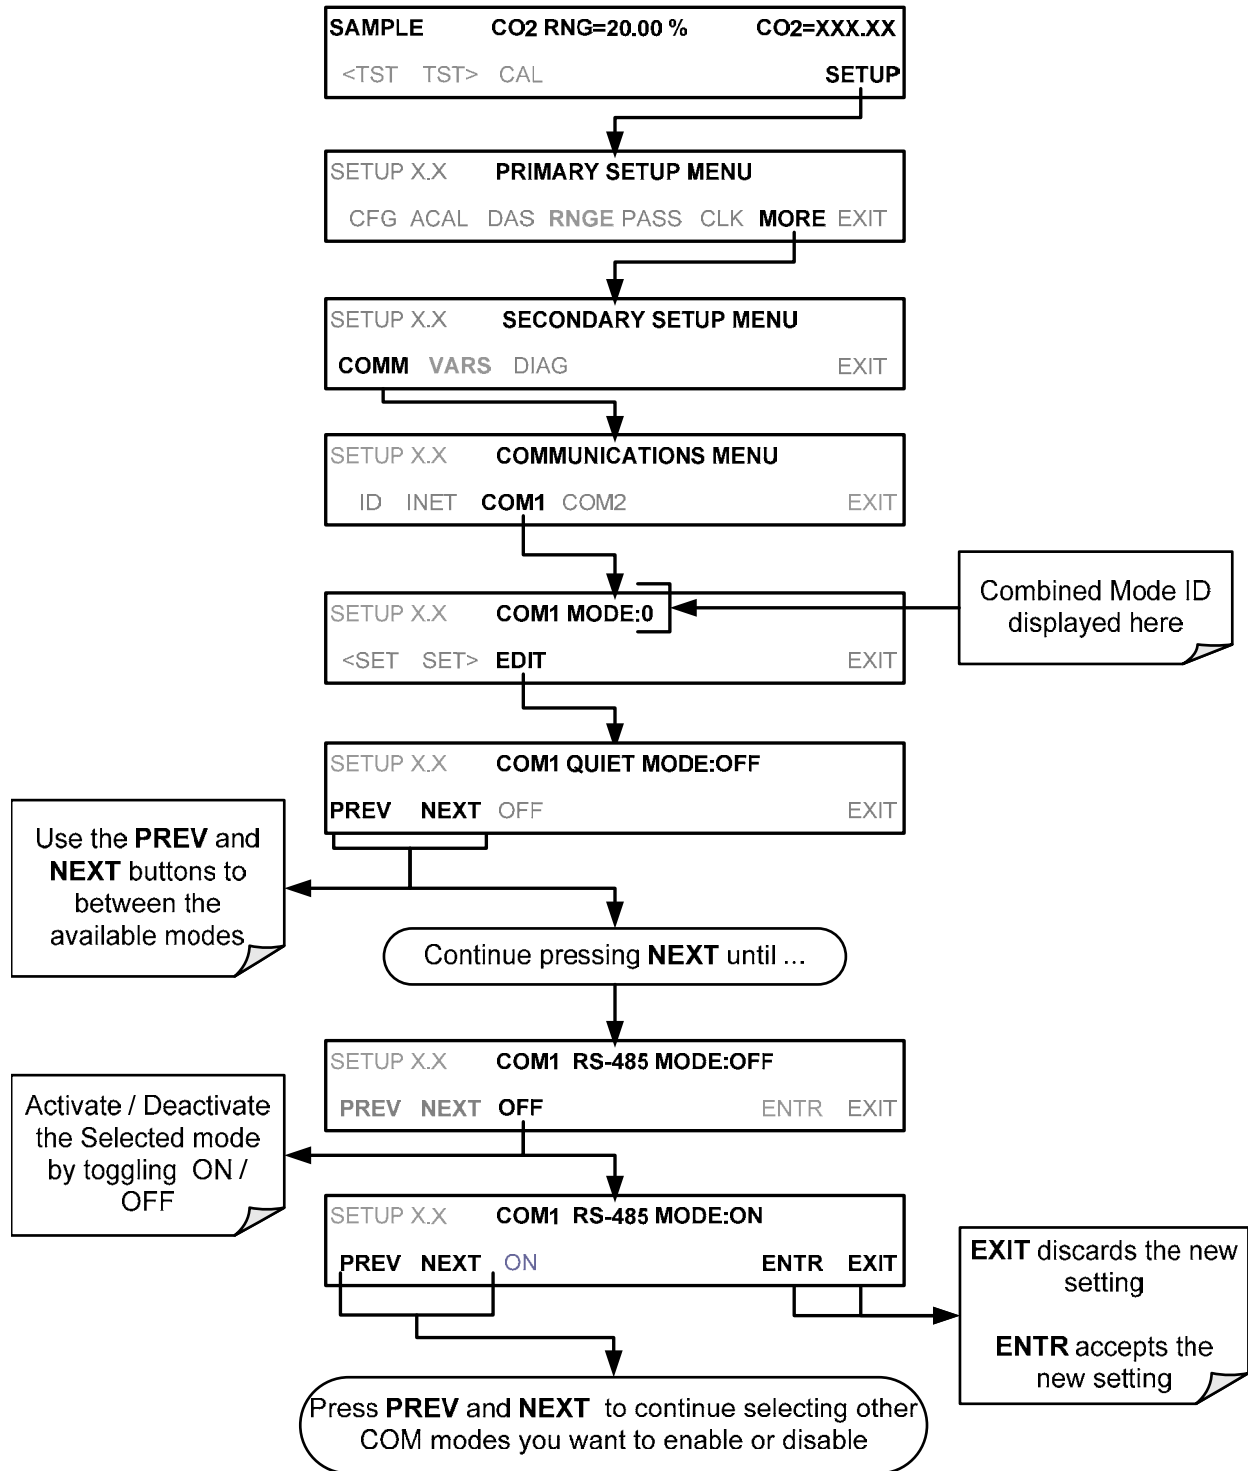 SAMPLE CO2 RNG=20.00 % CO2=XXX.XX
<TST TST> CAL SETUP
SETUP X.X PRIMARY SETUP MENU
CFG ACAL DAS RNGE PASS CLK MORE EXIT
SETUP X.X SECONDARY SETUP MENU
COMM VARS DIAG EXIT
SETUP X.X COMMUNICATIONS MENU
ID INET COM1 COM2 EXIT
SETUP X.X COM1 MODE:0
<SET SET> EDIT EXIT
Combined Mode ID
displayed here
SETUP X.X COM1 QUIET MODE:OFF
PREV NEXT OFF EXIT
Use the PREV and
NEXT buttons to
between the
available modes
Continue pressing NEXT until ...
SETUP X.X COM1 RS-485 MODE:OFF
PREV NEXT OFF ENTR EXIT
Activate / Deactivate
the Selected mode
by toggling ON /
OFF
SETUP X.X COM1 RS-485 MODE:ON
PREV NEXT ON ENTR EXIT
EXIT discards the new
setting
ENTR accepts the
new setting
Press PREV and NEXT to continue selecting other
COM modes you want to enable or disable